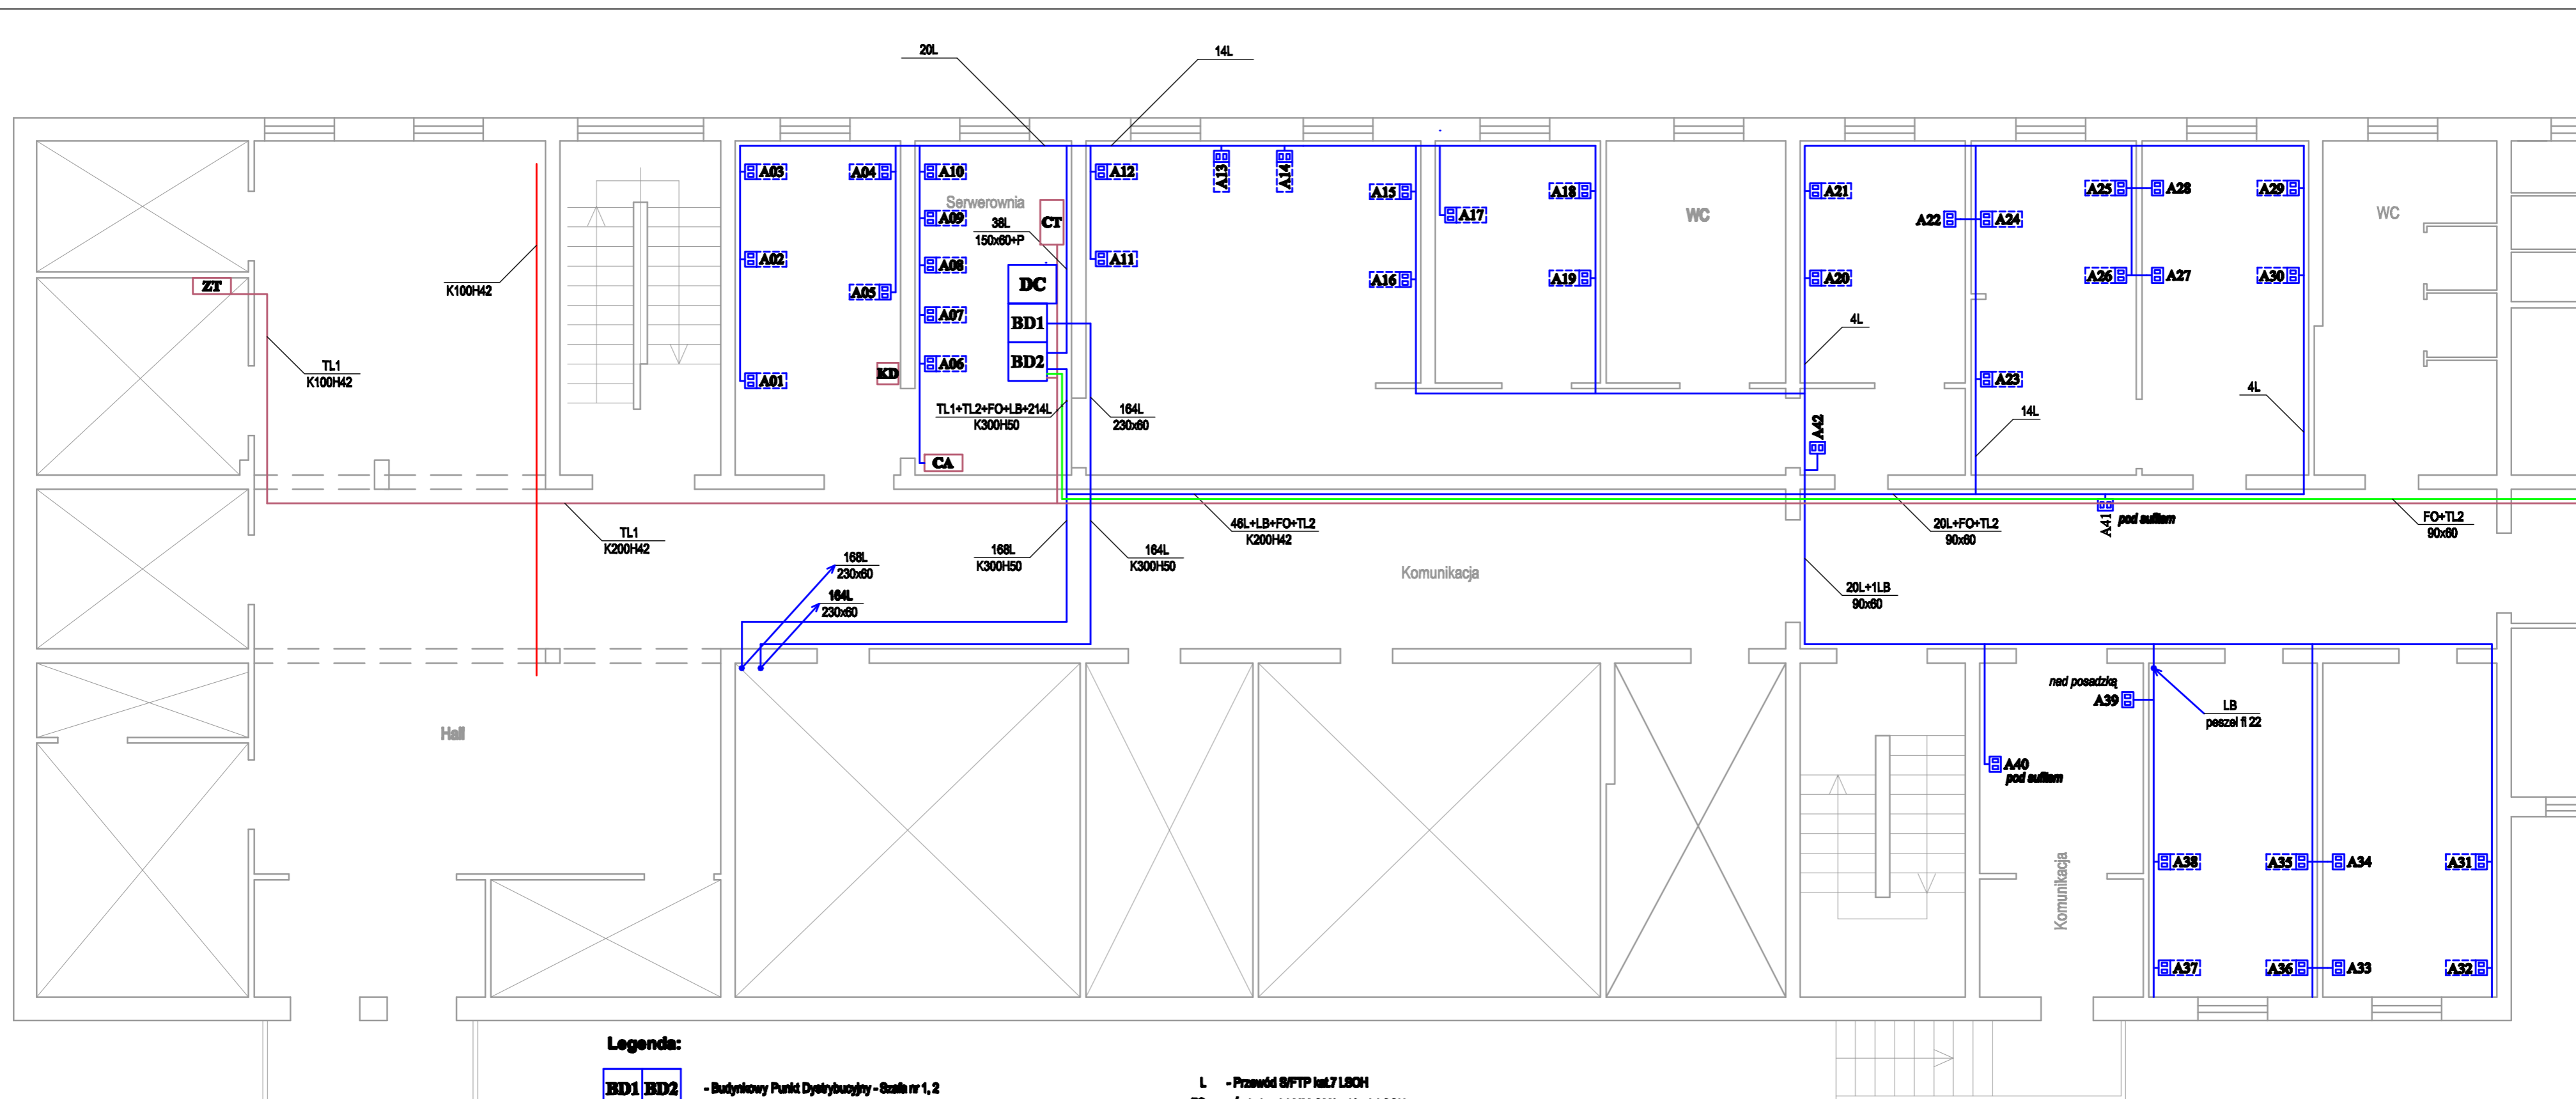 20L
14L
A03
A04
A10
Serwerownia
A12
A13
A14
A15
A18
A17
WC
A21
A22
A24
A25
A28
A29
WC
A09
38L
150x60+P
CT
A02
A08
A11
A16
A19
A20
A26
A27
A30
ZT
K100H42
A05
DC
A07
BD1
4L
TL1
K100H42
KD
A06
BD2
A01
A23
4L
TL1+TL2+FO+LB+214L
K300H50
164L
230x60
14L
A42
CA
TL1
K200H42
168L
K300H50
164L
K300H50
46L+LB+FO+TL2
K200H42
20L+FO+TL2
90x60
A41
pod sufitem
FO+TL2
90x60
168L
230x60
164L
230x60
Komunikacja
20L+1LB
90x60
Hall
nad posadzką
A39
LB
peszel fi 22
A40
pod sufitem
Komunikacja
A38
A35
A34
A31
A37
A36
A33
A32
Legenda:
BD1 BD2 - Budynkowy Punkt Dystrybucyjny - Szafa nr 1, 2
L - Przewód S/FTP kat.7 LSOH